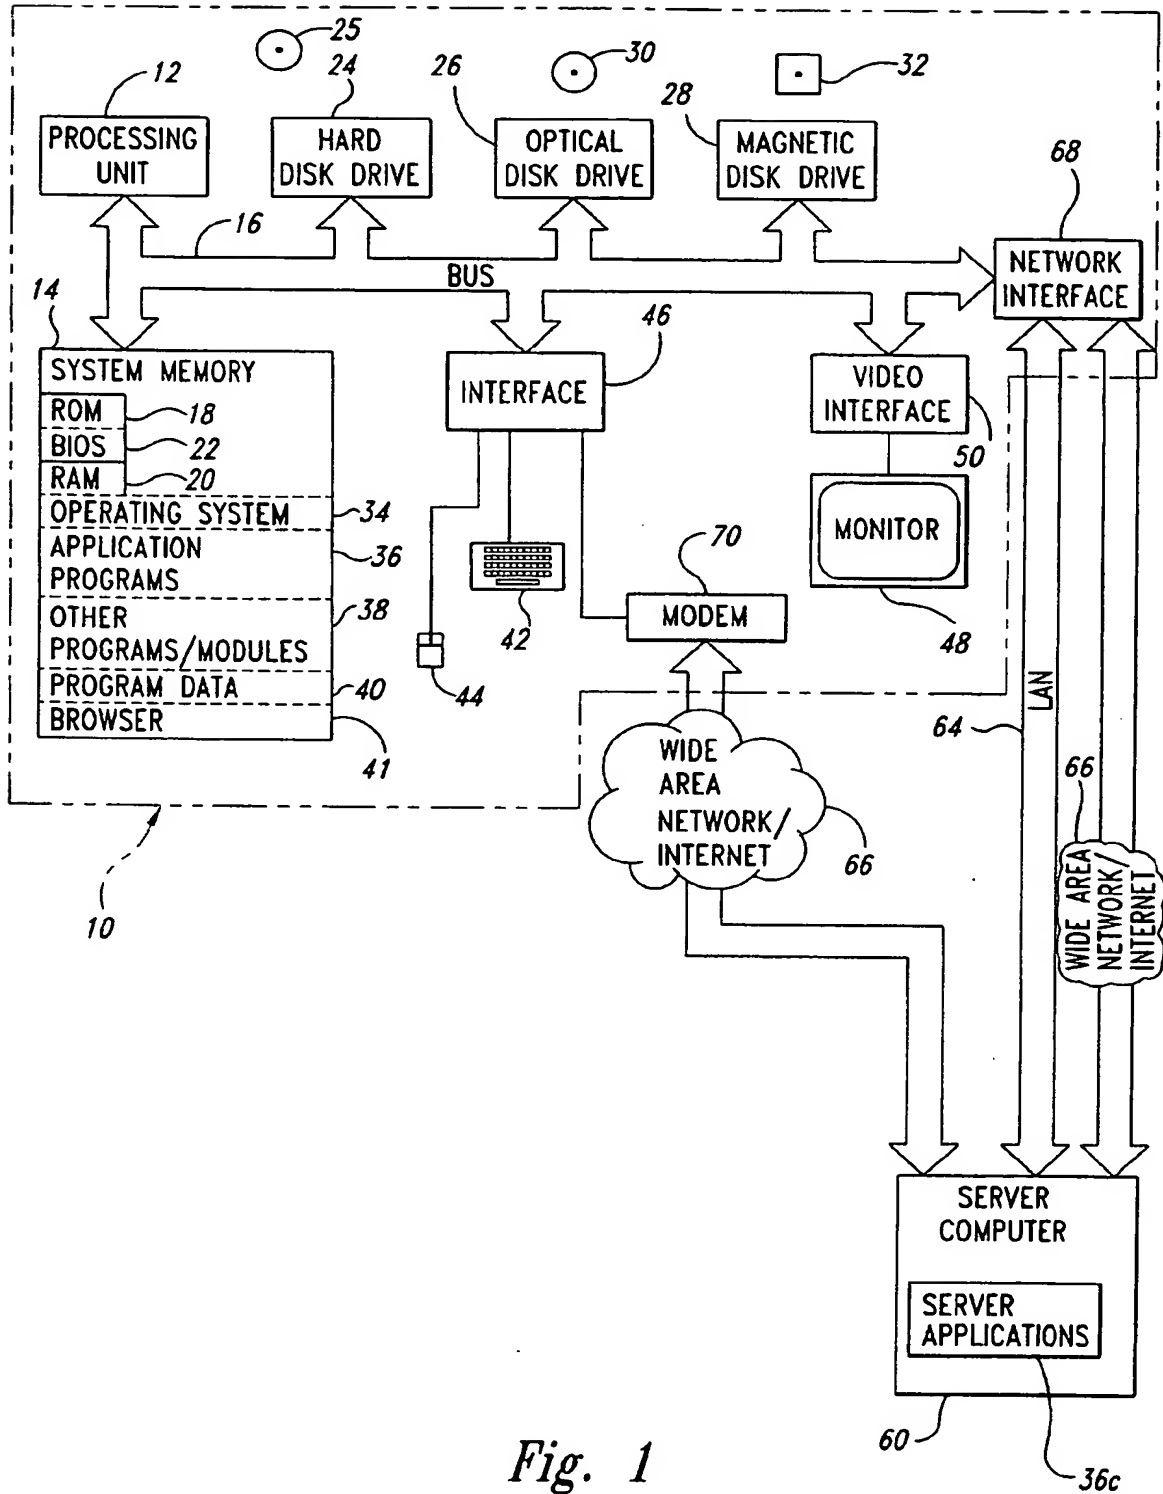 25
30
32
12
24
26
28
68
PROCESSING
UNIT
HARD
DISK DRIVE
OPTICAL
DISK DRIVE
MAGNETIC
DISK DRIVE
NETWORK
INTERFACE
16
BUS
14
46
SYSTEM MEMORY
ROM
18
BIOS
22
RAM
20
OPERATING SYSTEM
34
APPLICATION
PROGRAMS
36
OTHER
PROGRAMS/MODULES
38
PROGRAM DATA
40
BROWSER
41
INTERFACE
VIDEO
INTERFACE
50
MONITOR
48
42
44
70
MODEM
WIDE
AREA
NETWORK/
INTERNET
66
64
LAN
66
WIDE AREA
NETWORK/
INTERNET
10
SERVER
COMPUTER
SERVER
APPLICATIONS
60
36c
Fig. 1